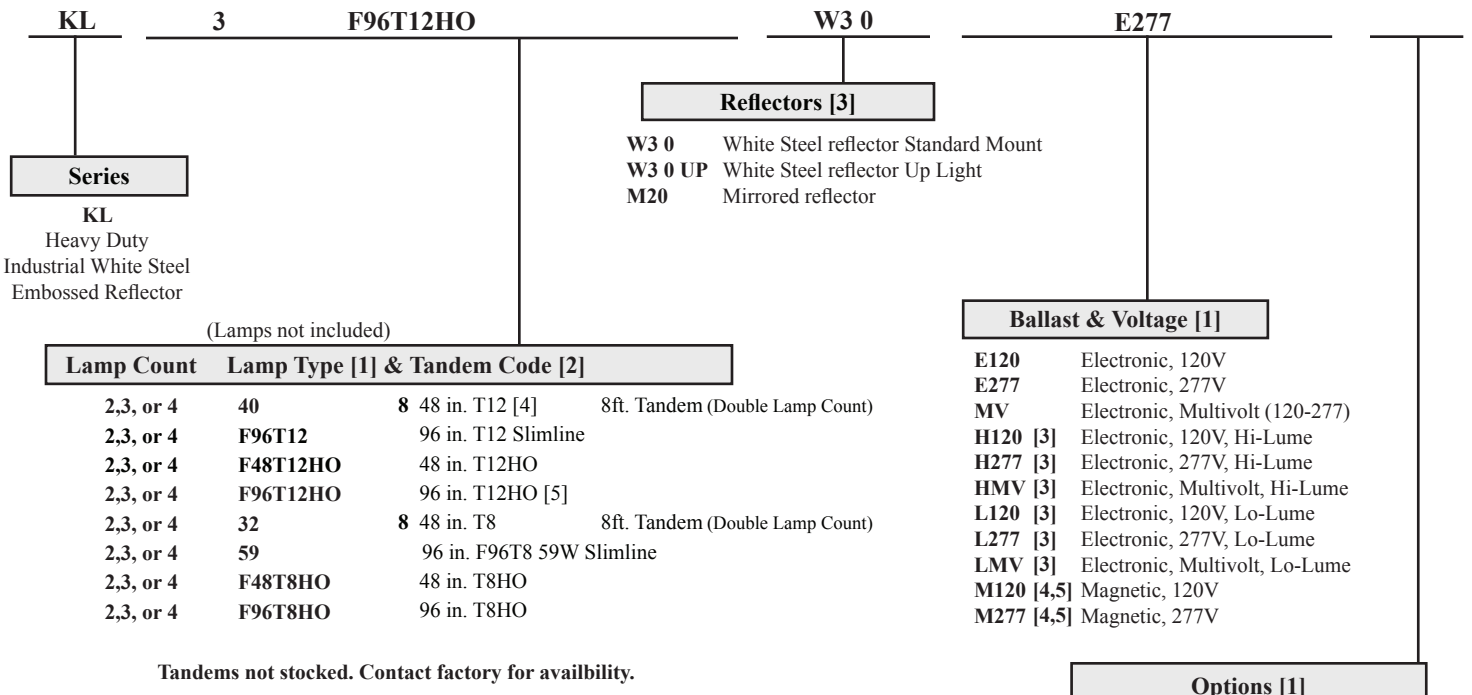 KL 3 F96T12HO W3 0 E277
Reflectors [3]
W3 0 White Steel reflector Standard Mount
W3 0 UP White Steel reflector Up Light
M20 Mirrored reflector
Series
KL
Heavy Duty
Industrial White Steel
Embossed Reflector
(Lamps not included)
Lamp Count Lamp Type [1] & Tandem Code [2]
2,3, or 4 40 8 48 in. T12 [4] 8ft. Tandem (Double Lamp Count)
2,3, or 4 F96T12 96 in. T12 Slimline
2,3, or 4 F48T12HO 48 in. T12HO
2,3, or 4 F96T12HO 96 in. T12HO [5]
2,3, or 4 32 8 48 in. T8 8ft. Tandem (Double Lamp Count)
2,3, or 4 59 96 in. F96T8 59W Slimline
2,3, or 4 F48T8HO 48 in. T8HO
2,3, or 4 F96T8HO 96 in. T8HO
Tandems not stocked. Contact factory for availbility.
Ballast & Voltage [1]
E120 Electronic, 120V
E277 Electronic, 277V
MV Electronic, Multivolt (120-277)
H120 [3] Electronic, 120V, Hi-Lume
H277 [3] Electronic, 277V, Hi-Lume
HMV [3] Electronic, Multivolt, Hi-Lume
L120 [3] Electronic, 120V, Lo-Lume
L277 [3] Electronic, 277V, Lo-Lume
LMV [3] Electronic, Multivolt, Lo-Lume
M120 [4,5] Magnetic, 120V
M277 [4,5] Magnetic, 277V
Options [1]